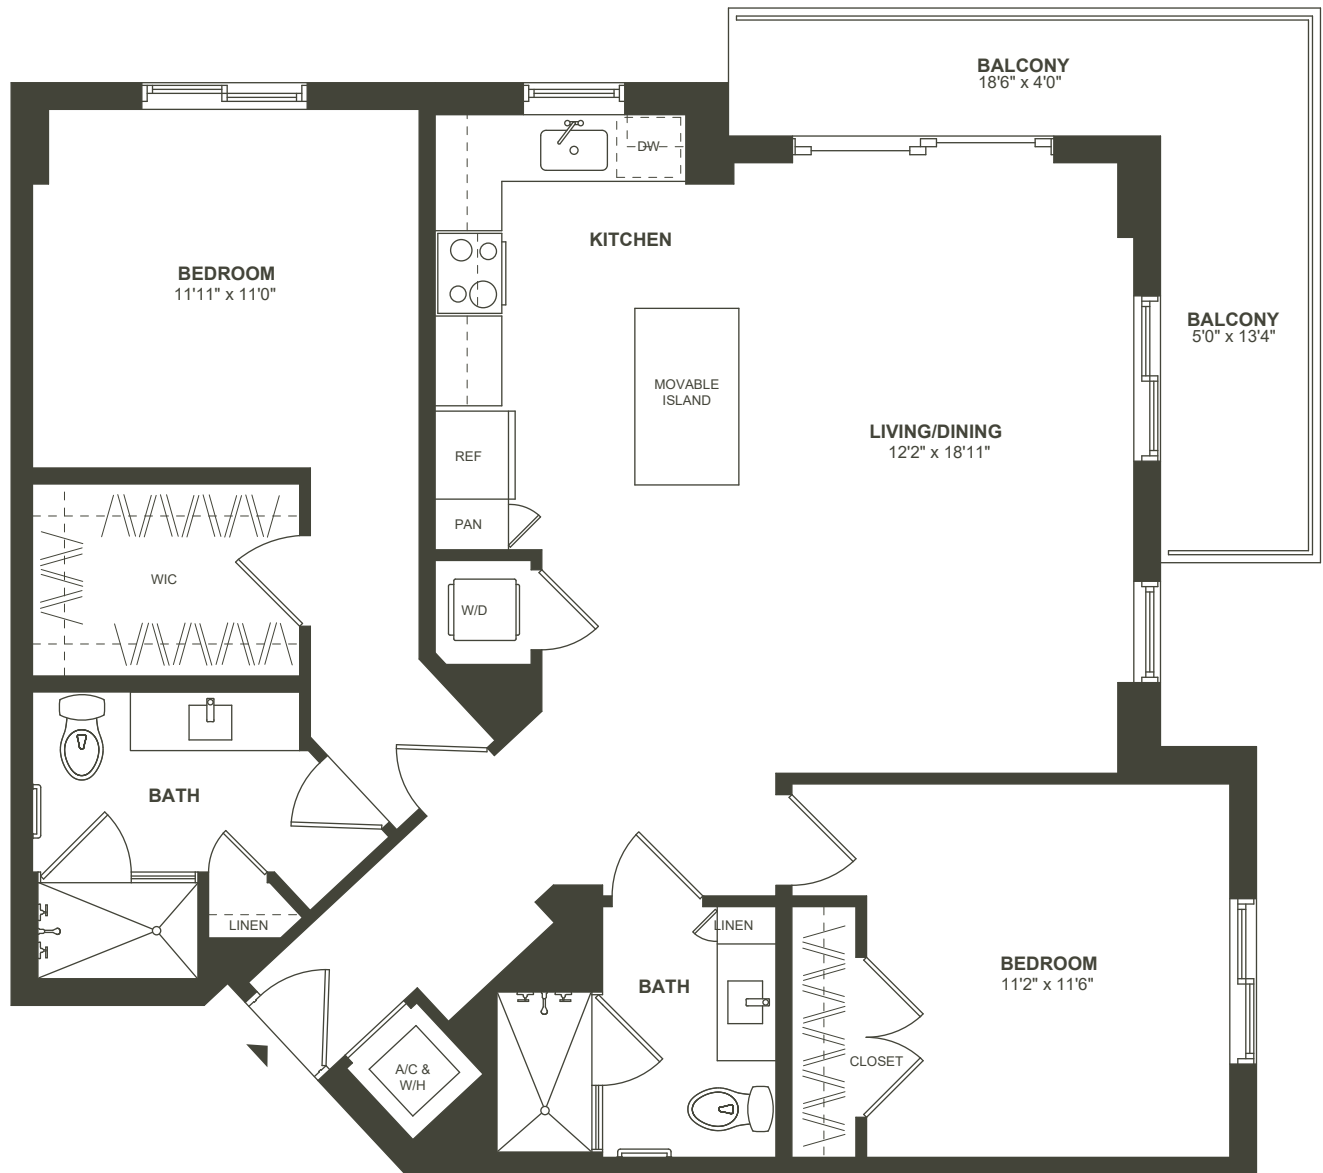 BALCONY
18'6" x 4'0"
DW
KITCHEN
BEDROOM
11'11" x 11'0"
BALCONY
5'0" x 13'4"
MOVABLE
ISLAND
LIVING/DINING
12'2" x 18'11"
REF
PAN
WIC
W/D
BATH
LINEN
LINEN
BEDROOM
11'2" x 11'6"
BATH
CLOSET
A/C &
W/H